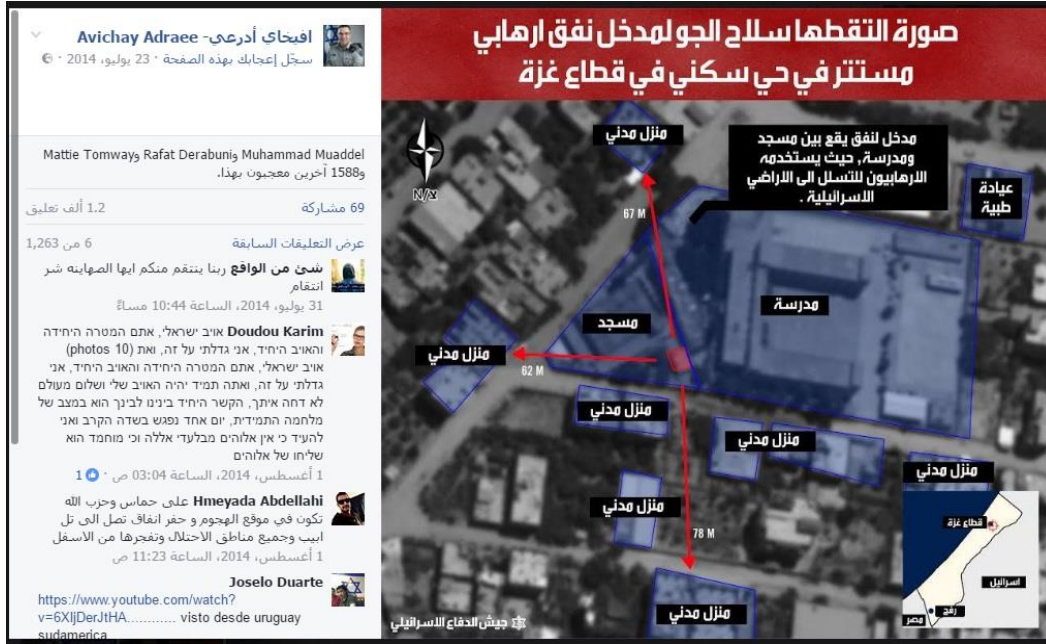 افيخاي أدرعي- Avichay Adraee
سجّل إعجابك بهذه الصفحة · 23 يوليو، 2014 ·
Muhammad Muaddel وRafat Derabuni وMattie Tomway
و1588 آخرين معجبون بهذا.
69 مشاركة
1.2 ألف تعليق
عرض التعليقات السابقة
6 من 1,263
شئ من الواقع ربنا ينتقم منكم ايها الصهاينه شر
انتقام
31 يوليو، 2014، الساعة 10:44 مساءً
Doudou Karim אויב ישראלי, אתם המטרה היחידה
והאויב היחיד, אני גדלתי על זה, ואת (10 photos)
אויב ישראלי, אתם המטרה היחידה והאויב היחיד, אני
גדלתי על זה, ואתה תמיד יהיה האויב שלי ושלום מעולם
לא דחה איתך, הקשר היחיד בינינו לבינך הוא במצב של
מלחמה התמידית, יום אחד נפגש בשדה הקרב ואני
להעיד כי אין אלוהים מבלעדי אללה וכי מוחמד הוא
שליחו של אלוהים
1 أغسطس، 2014، الساعة 03:04 ص · 1
Hmeyada Abdellahi على حماس وحزب الله
تكون في موقع الهجوم و حفر انفاق تصل الى تل
ابيب وجميع مناطق الاحتلال وتفجرها من الاسفل
1 أغسطس، 2014، الساعة 11:23 ص
Joselo Duarte
https://www.youtube.com/watch?
v=6XIjDerJtHA............ visto desde uruguay
sudamerica
صورة التقطها سلاح الجو لمدخل نفق ارهابي
مستتر في حي سكني في قطاع غزة
منزل مدني
مدخل لنفق يقع بين مسجد
ومدرسة, حيث يستخدمه
الارهابيون للتسلل الى الاراضي
الاسرائيلية .
عيادة
طبية
67 M
مدرسة
مسجد
منزل مدني
62 M
منزل مدني
منزل مدني
منزل مدني
منزل مدني
78 M
منزل مدني
قطاع غزة
اسرائيل
رفح
مصر
جيش الدفاع الاسرائيلي